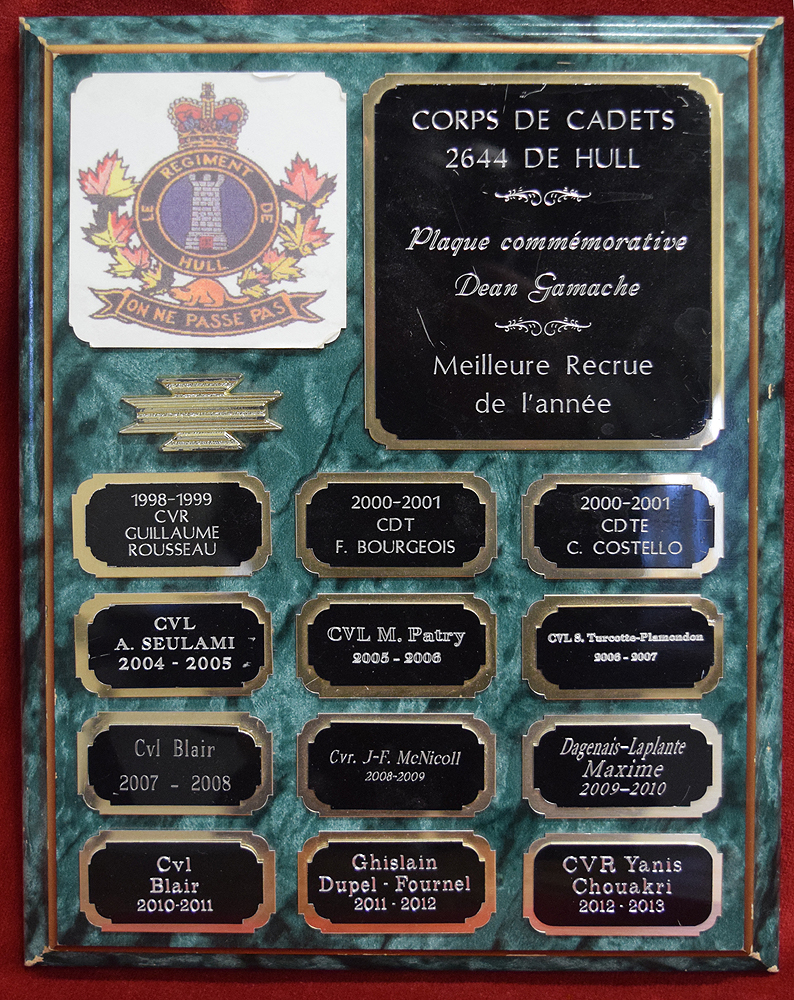 LE REGIMENT DE
HULL
ON NE PASSE PAS
CORPS DE CADETS
2644 DE HULL
Plaque commémorative
Dean Gamache
Meilleure Recrue
de l'année
1998-1999
CVR
GUILLAUME
ROUSSEAU
2000-2001
CDT
F. BOURGEOIS
2000-2001
CDTE
C. COSTELLO
CVL
A. SEULAMI
2004 - 2005
CVL M. Patry
2005 - 2006
CVL S. Turcotte-Plamondon
2006 - 2007
Cvl Blair
2007 - 2008
Cvr. J-F. McNicoll
2008-2009
Dagenais-Laplante
Maxime
2009-2010
Cvl
Blair
2010-2011
Ghislain
Dupel - Fournel
2011 - 2012
CVR Yanis
Chouakri
2012 - 2013